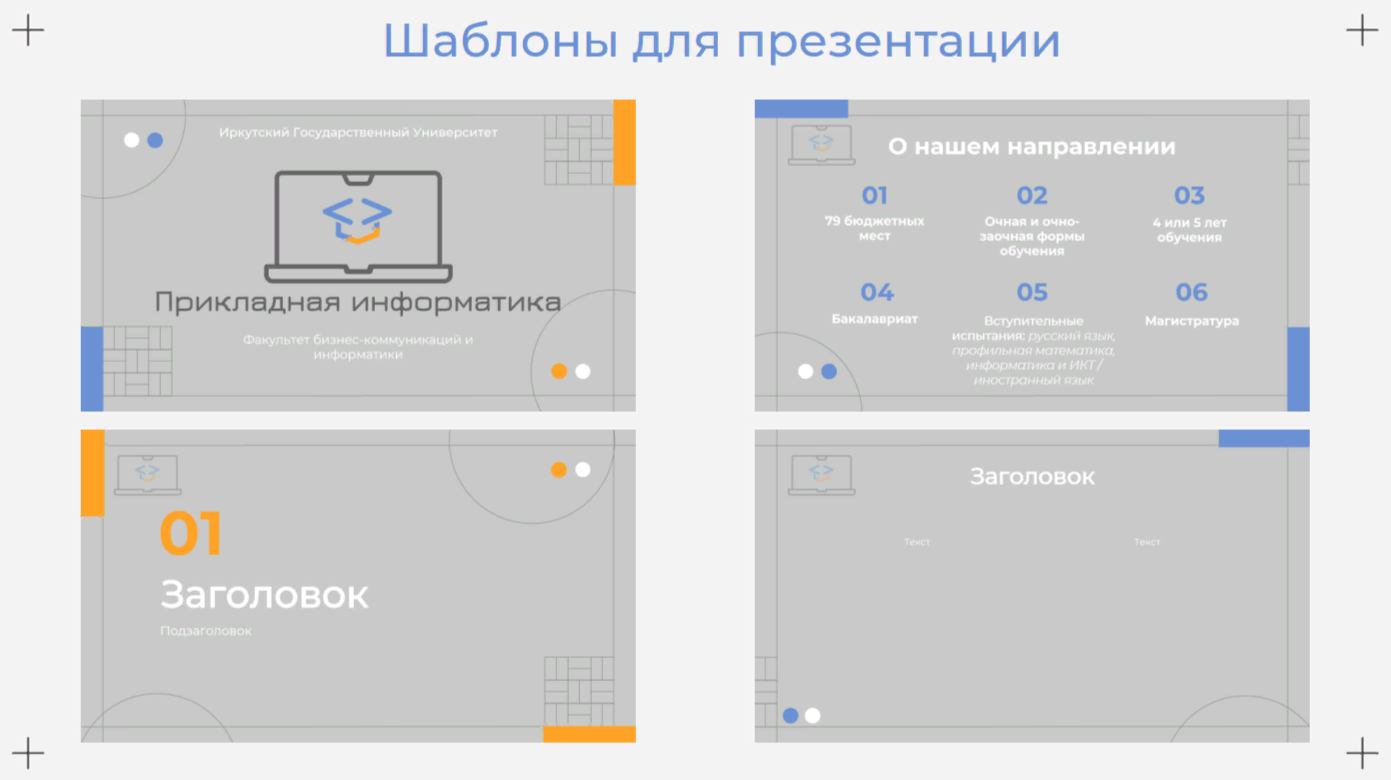 Шаблоны для презентации
Иркутский Государственный Университет
<>
Прикладная информатика
Факультет бизнес-коммуникаций и
информатики
О нашем направлении
01
79 бюджетных
мест
02
Очная и очно-
заочная формы
обучения
03
4 или 5 лет
обучения
04
Бакалавриат
05
Вступительные
испытания: русский язык,
профильная математика,
информатика и ИКТ /
иностранный язык
06
Магистратура
01
Заголовок
Подзаголовок
Заголовок
Текст
Текст